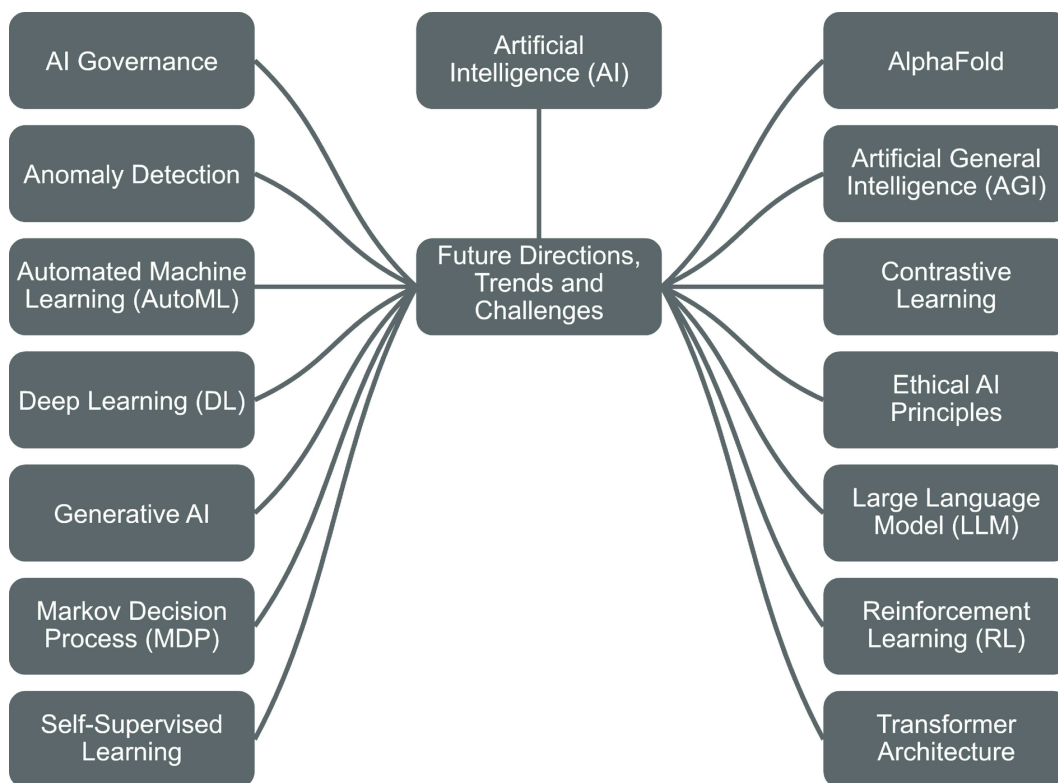 AI Governance
Artificial
Intelligence (AI)
AlphaFold
Anomaly Detection
Artificial General
Intelligence (AGI)
Automated Machine
Learning (AutoML)
Future Directions,
Trends and
Challenges
Contrastive
Learning
Deep Learning (DL)
Ethical AI
Principles
Generative AI
Large Language
Model (LLM)
Markov Decision
Process (MDP)
Reinforcement
Learning (RL)
Self-Supervised
Learning
Transformer
Architecture